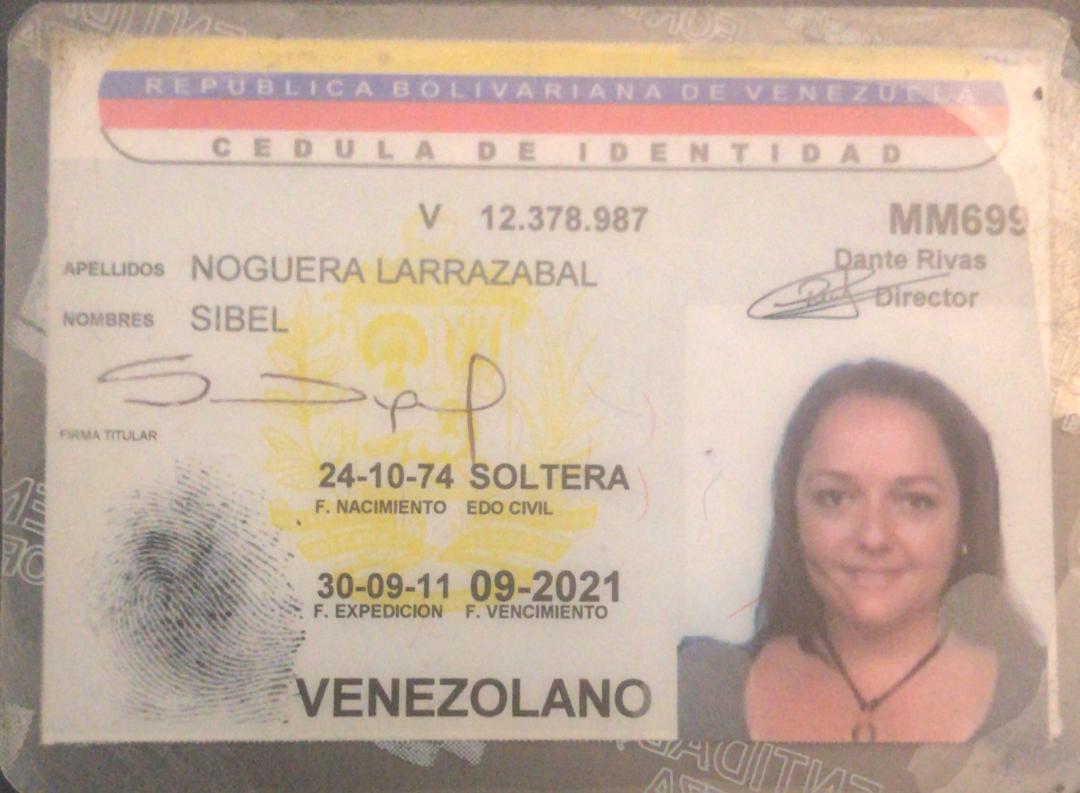 REPUBLICA BOLIVARIANA DE VENEZUELA
CEDULA DE IDENTIDAD
V 12.378.987 MM699
Dante Rivas
Director
APELLIDOS NOGUERA LARRAZABAL
NOMBRES SIBEL
FIRMA TITULAR
24-10-74 SOLTERA
F. NACIMIENTO EDO CIVIL
30-09-11 09-2021
F. EXPEDICION F. VENCIMIENTO
VENEZOLANO